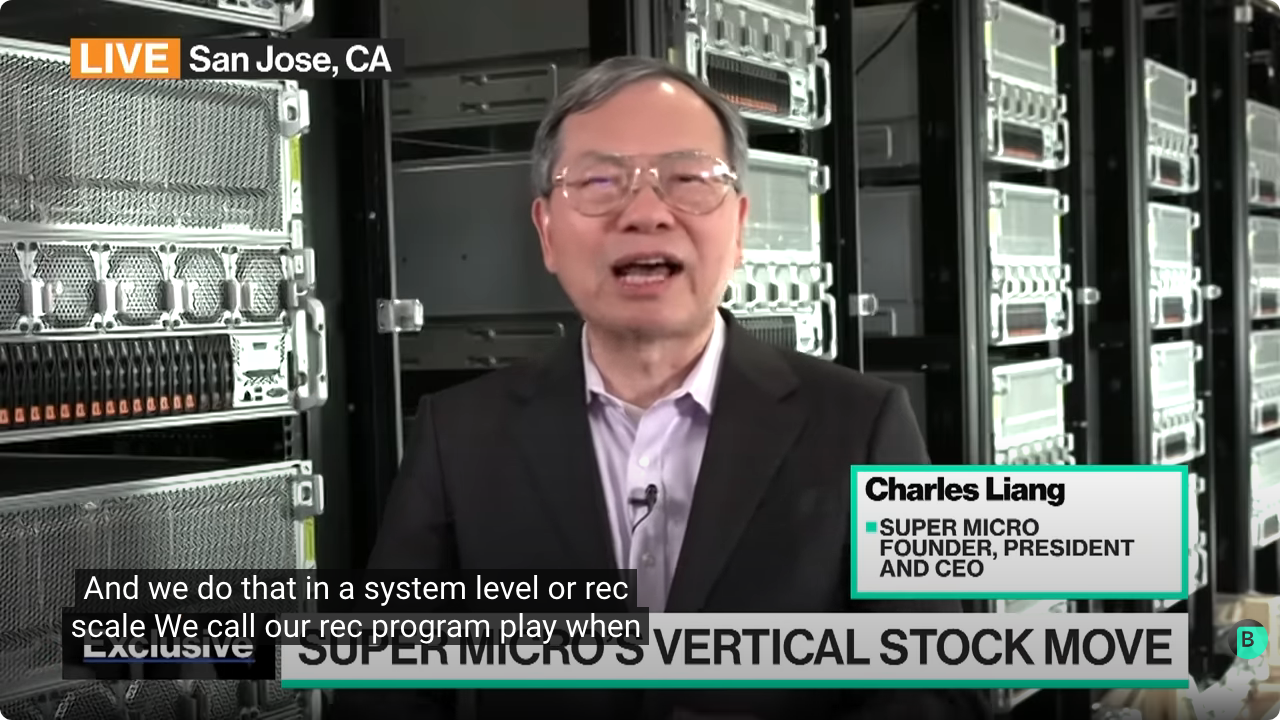 LIVE San Jose, CA
Charles Liang
SUPER MICRO
FOUNDER, PRESIDENT
AND CEO
And we do that in a system level or rec
scale We call our rec program play when
Exclusive
SUPER MICRO'S VERTICAL STOCK MOVE
B